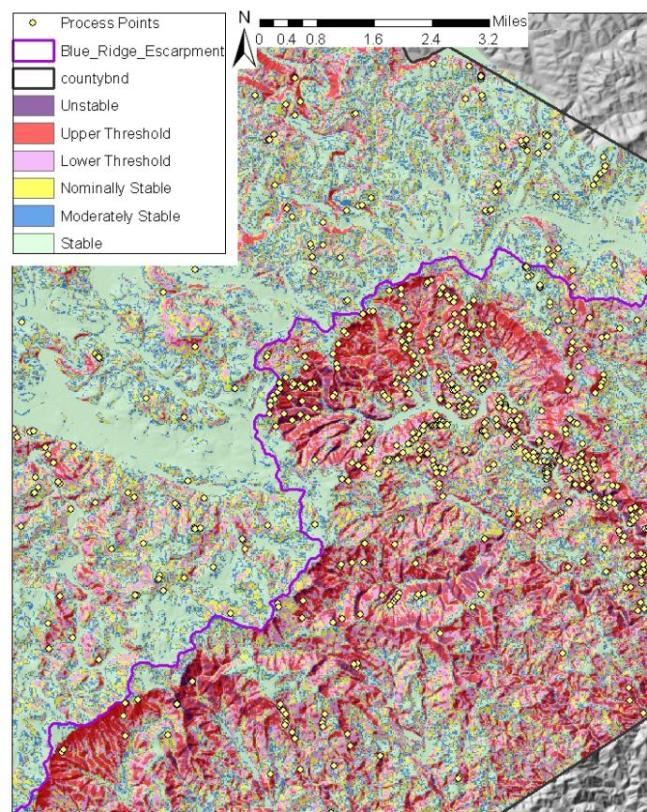 Process Points
Blue_Ridge_Escarpment
countybnd
Unstable
Upper Threshold
Lower Threshold
Nominally Stable
Moderately Stable
Stable
N
Miles
0 0.4 0.8 1.6 2.4 3.2